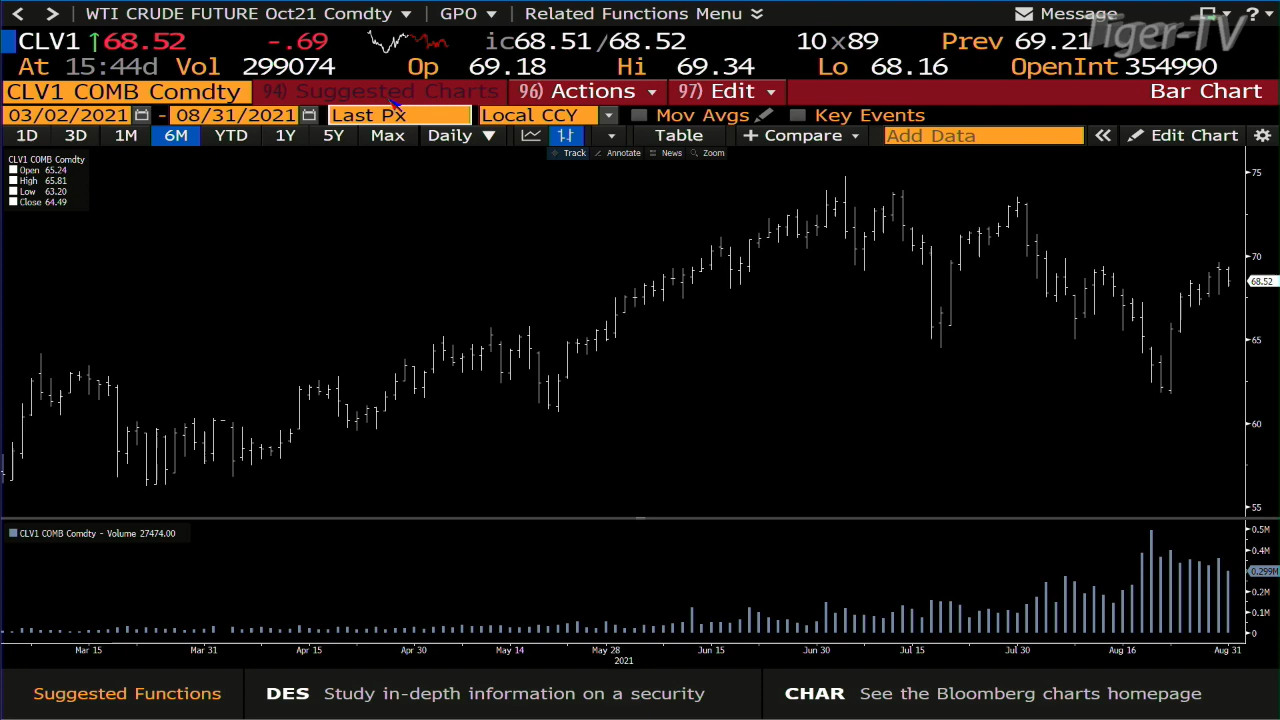 WTI CRUDE FUTURE Oct21 Comdty GPO Related Functions Menu Message ?
CLV1 ↑68.52 -.69 ic68.51/68.52 10x89 Prev 69.21
Tiger-TV
At 15:44d Vol 299074 Op 69.18 Hi 69.34 Lo 68.16 OpenInt 354990
CLV1 COMB Comdty 94) Suggested Charts 96) Actions 97) Edit Bar Chart
03/02/2021 - 08/31/2021 Last Px Local CCY Mov Avgs Key Events
1D 3D 1M 6M YTD 1Y 5Y Max Daily ▼ Table + Compare Add Data « Edit Chart
Track Annotate News Zoom
CLV1 COMB Comdty
Open 65.24
High 65.81
Low 63.20
Close 64.49
75
70
68.52
65
60
55
CLV1 COMB Comdty - Volume 27474.00
0.5M
0.4M
0.299M
0.2M
0.1M
0
Mar 15 Mar 31 Apr 15 Apr 30 May 14 May 28 Jun 15 Jun 30 Jul 15 Jul 30 Aug 16 Aug 31
2021
Suggested Functions DES Study in-depth information on a security CHAR See the Bloomberg charts homepage